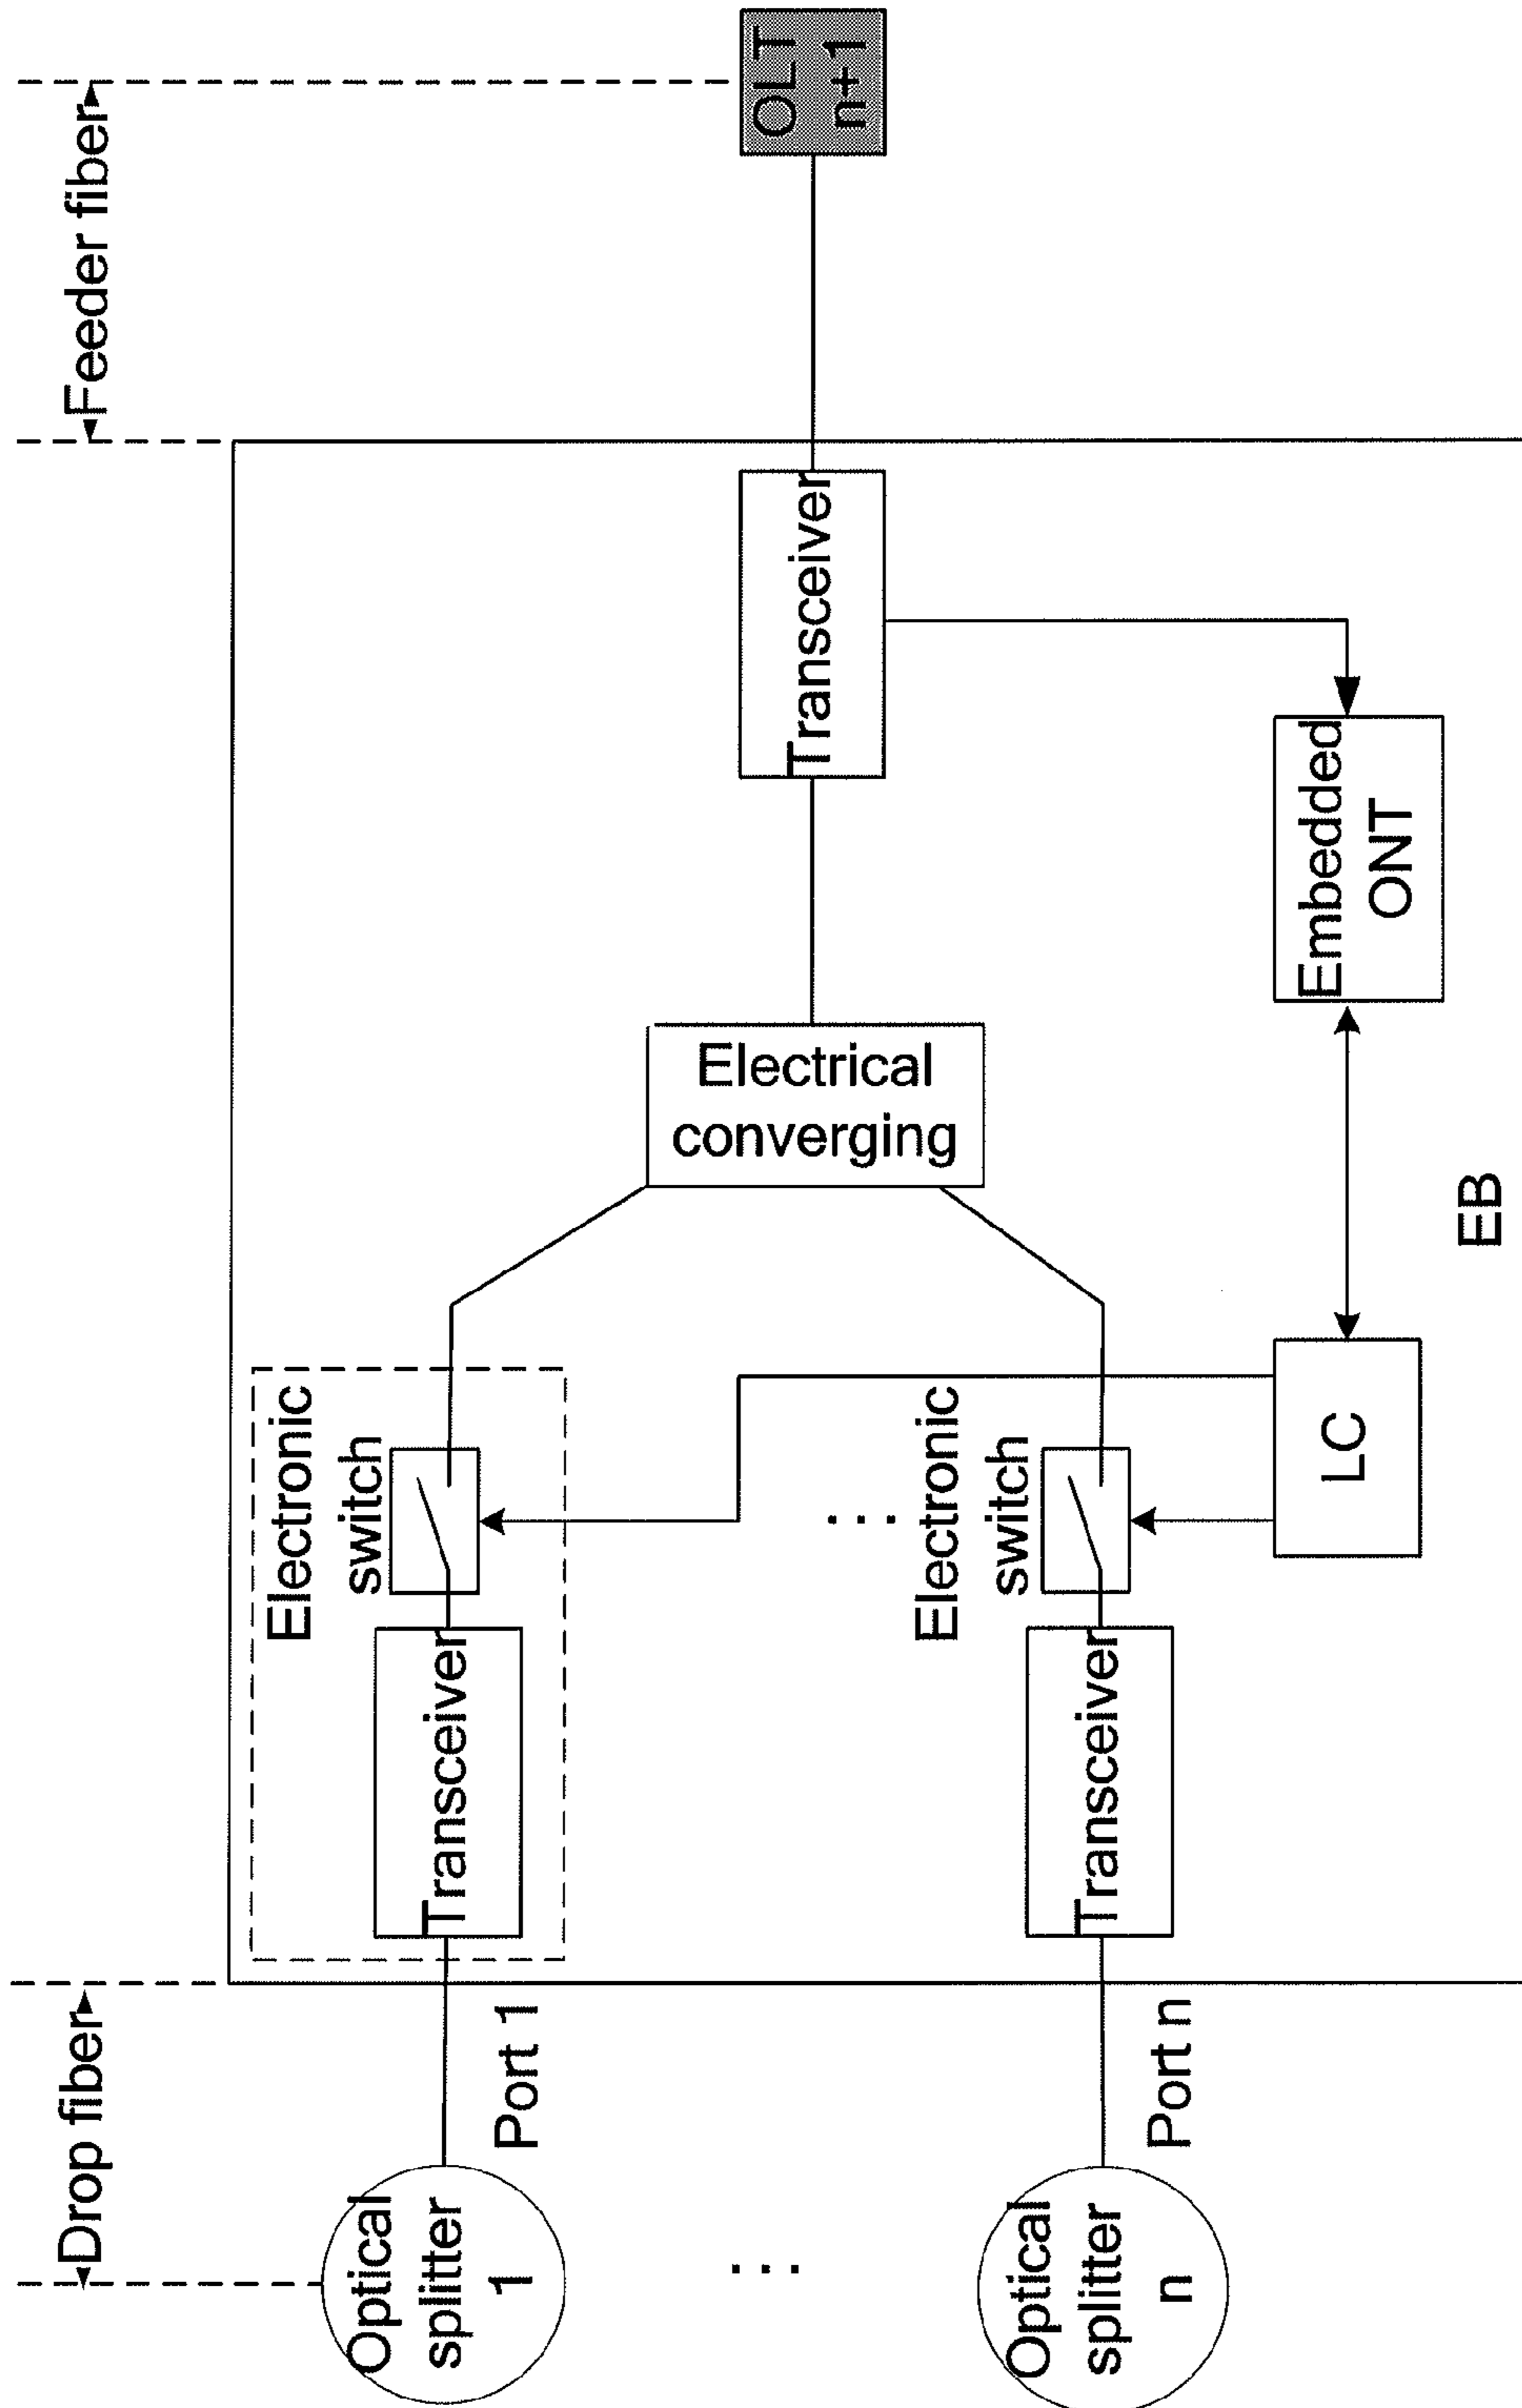 Drop fiber
Feeder fiber
Optical
splitter
1
Port 1
Transceiver
Electronic
switch
Electrical
converging
Transceiver
OLT
n+1
...
...
Optical
splitter
n
Port n
Transceiver
Electronic
switch
LC
Embedded
ONT
EB